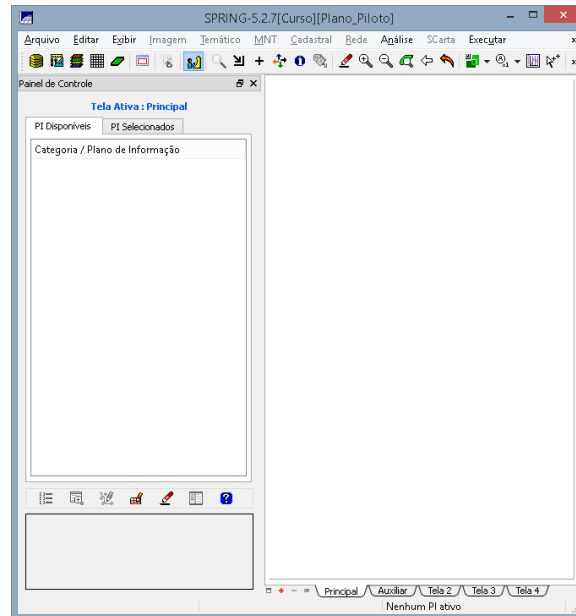 SPRING-5.2.7[Curso][Plano_Piloto]
Arquivo Editar Exibir Imagem Temático MNT Cadastral Rede Análise SCarta Executar
Painel de Controle
Tela Ativa : Principal
PI Disponíveis PI Selecionados
Categoria / Plano de Informação
Principal Auxiliar Tela 2 Tela 3 Tela 4
Nenhum PI ativo